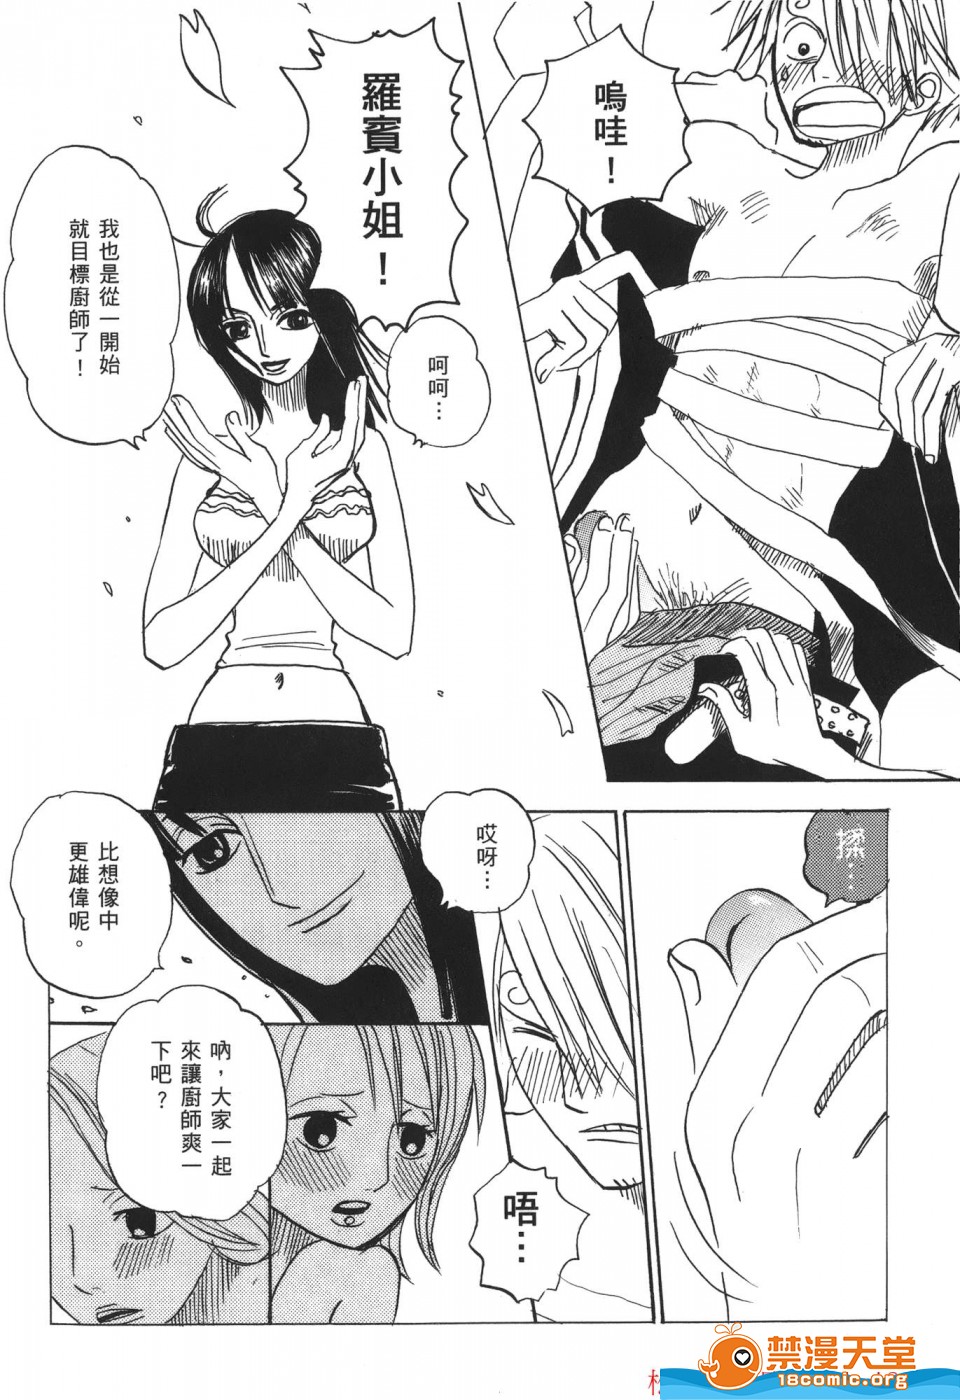 嗚哇！
羅賓小姐！
呵呵…
我也是從一開始
就目標廚師了！
揉…
哎呀…
比想像中
更雄偉呢。
唔…
吶，大家一起
來讓廚師爽一
下吧？
禁漫天堂
18comic.vip